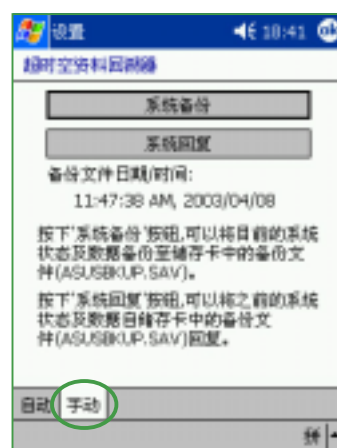 设置 18:41 ok
超时空资料回溯器
系统备份
系统回复
备份文件日期/时间:
11:47:38 AM, 2003/04/08
按下'系统备份'按钮,可以将目前的系统
状态及数据备份至储存卡中的备份文
件(ASUSBKUP.SAV)。
按下'系统回复'按钮,可以将之前的系统
状态及数据自储存卡中的备份文
件(ASUSBKUP.SAV)回复。
自动 手动
拼